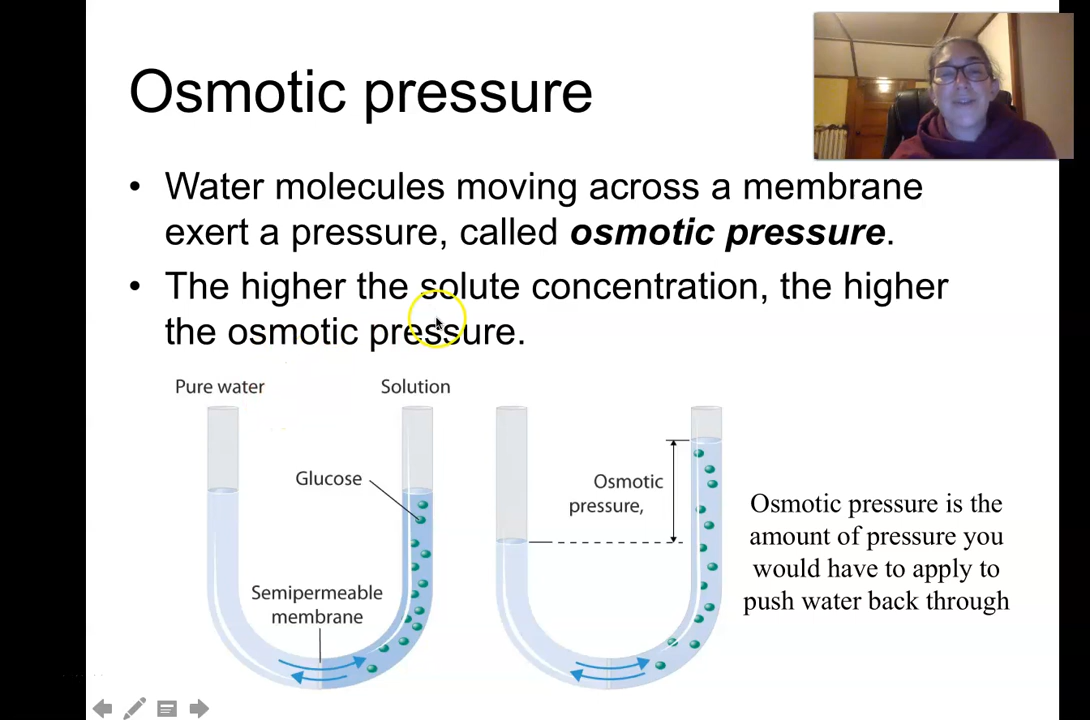 Osmotic pressure
• Water molecules moving across a membrane
exert a pressure, called osmotic pressure.
• The higher the solute concentration, the higher
the osmotic pressure.
Pure water
Solution
Glucose
Semipermeable
membrane
Osmotic
pressure,
Osmotic pressure is the
amount of pressure you
would have to apply to
push water back through